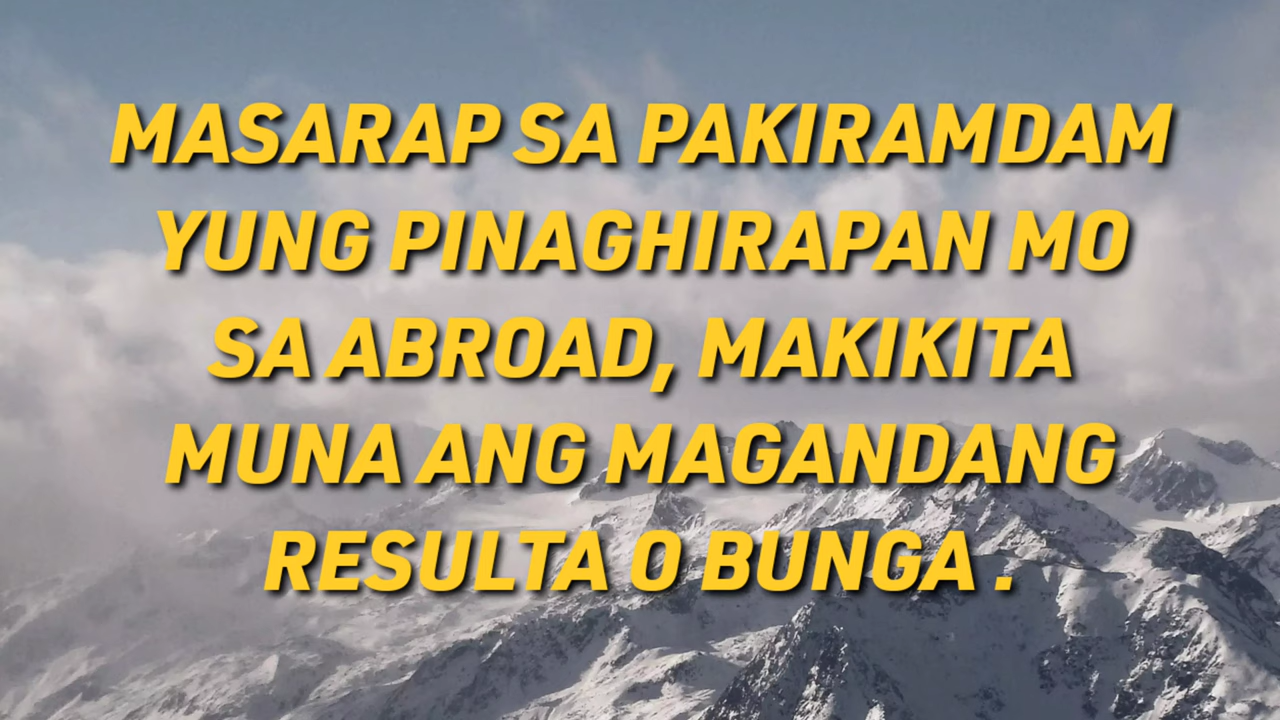 MASARAP SA PAKIRAMDAM
YUNG PINAGHIRAPAN MO
SA ABROAD, MAKIKITA
MUNA ANG MAGANDANG
RESULTA O BUNGA .